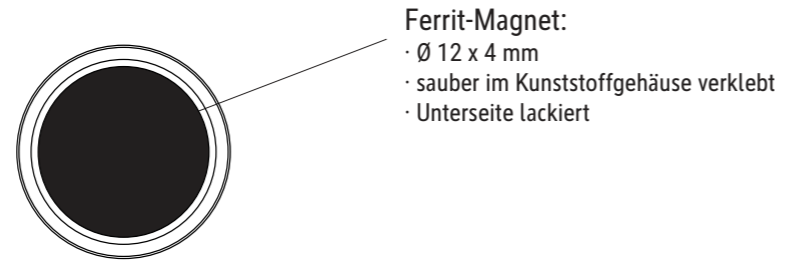 Ferrit-Magnet:
· Ø 12 x 4 mm
· sauber im Kunststoffgehäuse verklebt
· Unterseite lackiert